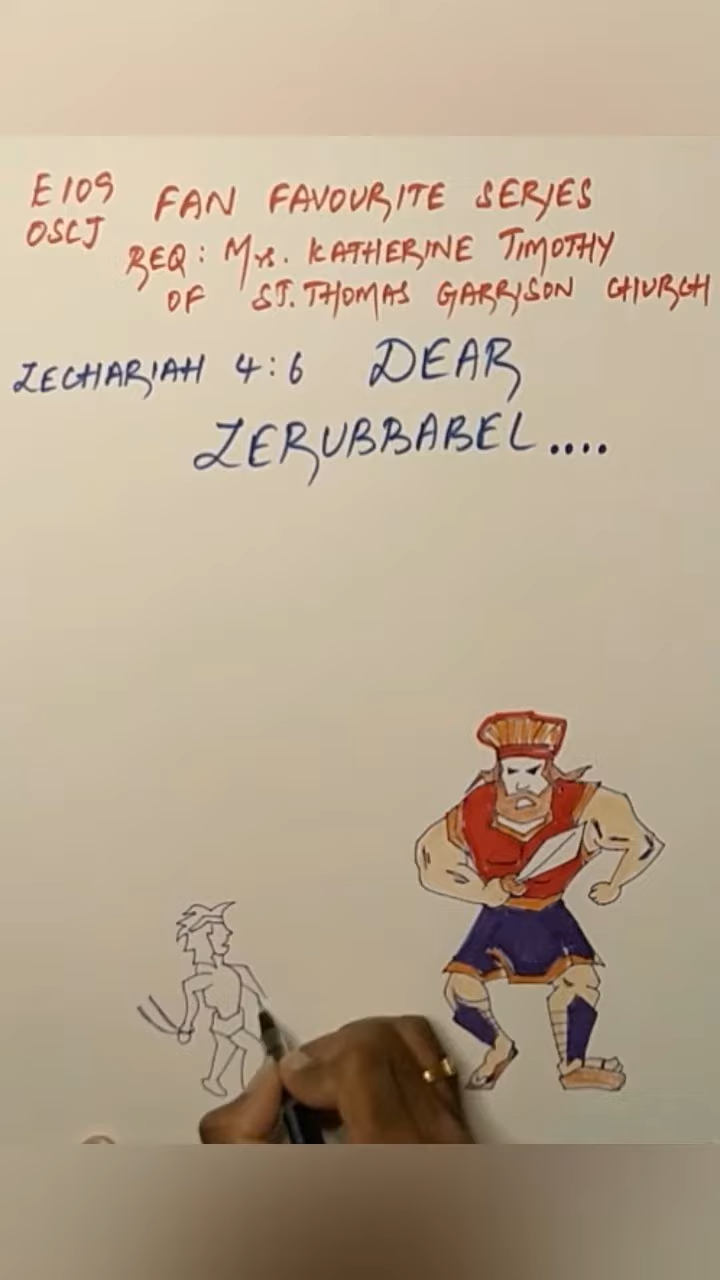 E109 FAN FAVOURITE SERIES
OSCJ REQ: Mrs. KATHERINE TIMOTHY
OF ST. THOMAS GARRISON CHURCH
ZECHARIAH 4:6 DEAR
ZERUBBABEL....